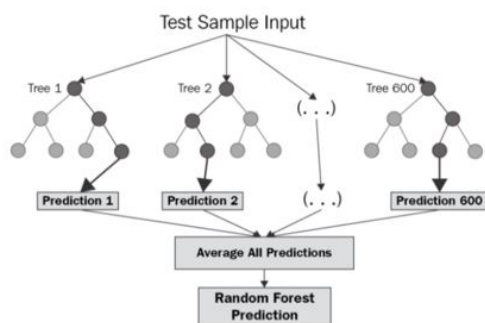 Test Sample Input
Tree 1
Tree 2
(. . .)
Tree 600
Prediction 1
Prediction 2
(. . .)
Prediction 600
Average All Predictions
Random Forest
Prediction